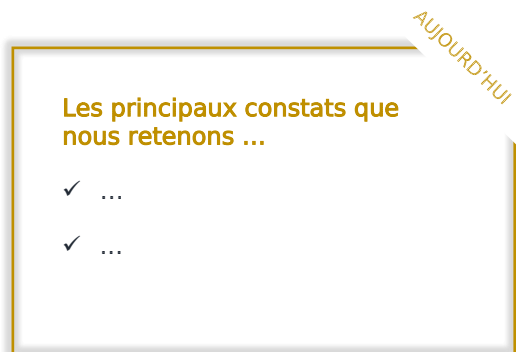 AUJOURD'HUI
Les principaux constats que
nous retenons ...
✓ ...
✓ ...